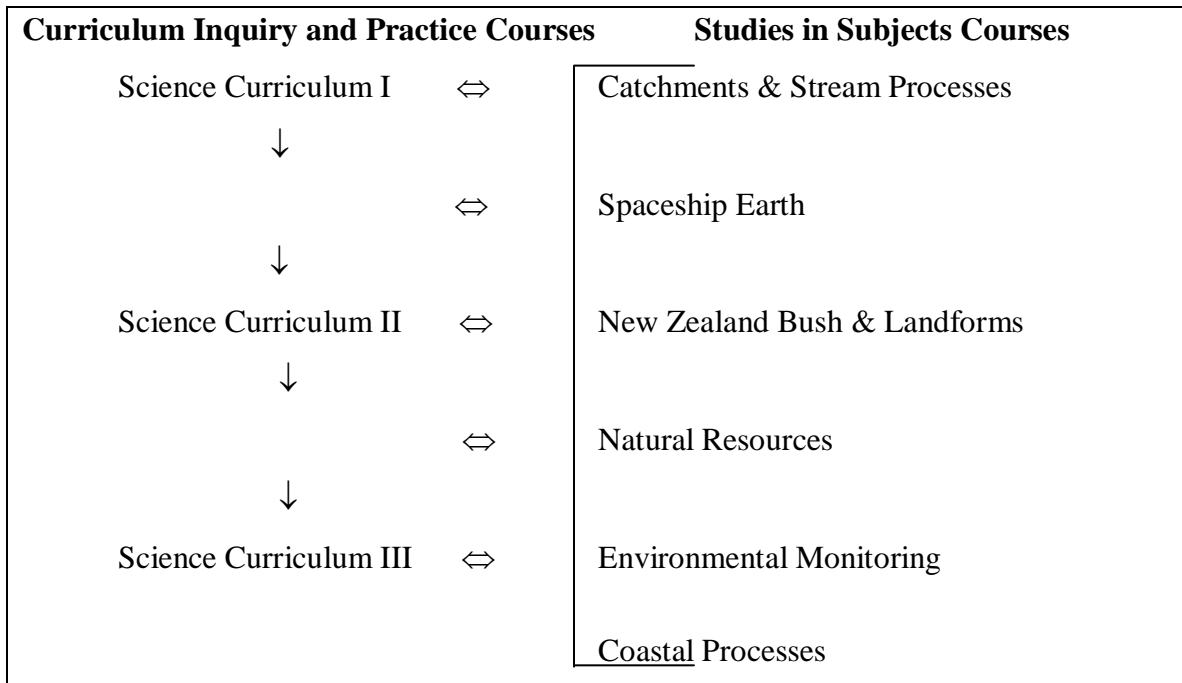 Curriculum Inquiry and Practice Courses Studies in Subjects Courses
Science Curriculum I ⇔ Catchments & Stream Processes
↓
⇔ Spaceship Earth
↓
Science Curriculum II ⇔ New Zealand Bush & Landforms
↓
⇔ Natural Resources
↓
Science Curriculum III ⇔ Environmental Monitoring
Coastal Processes